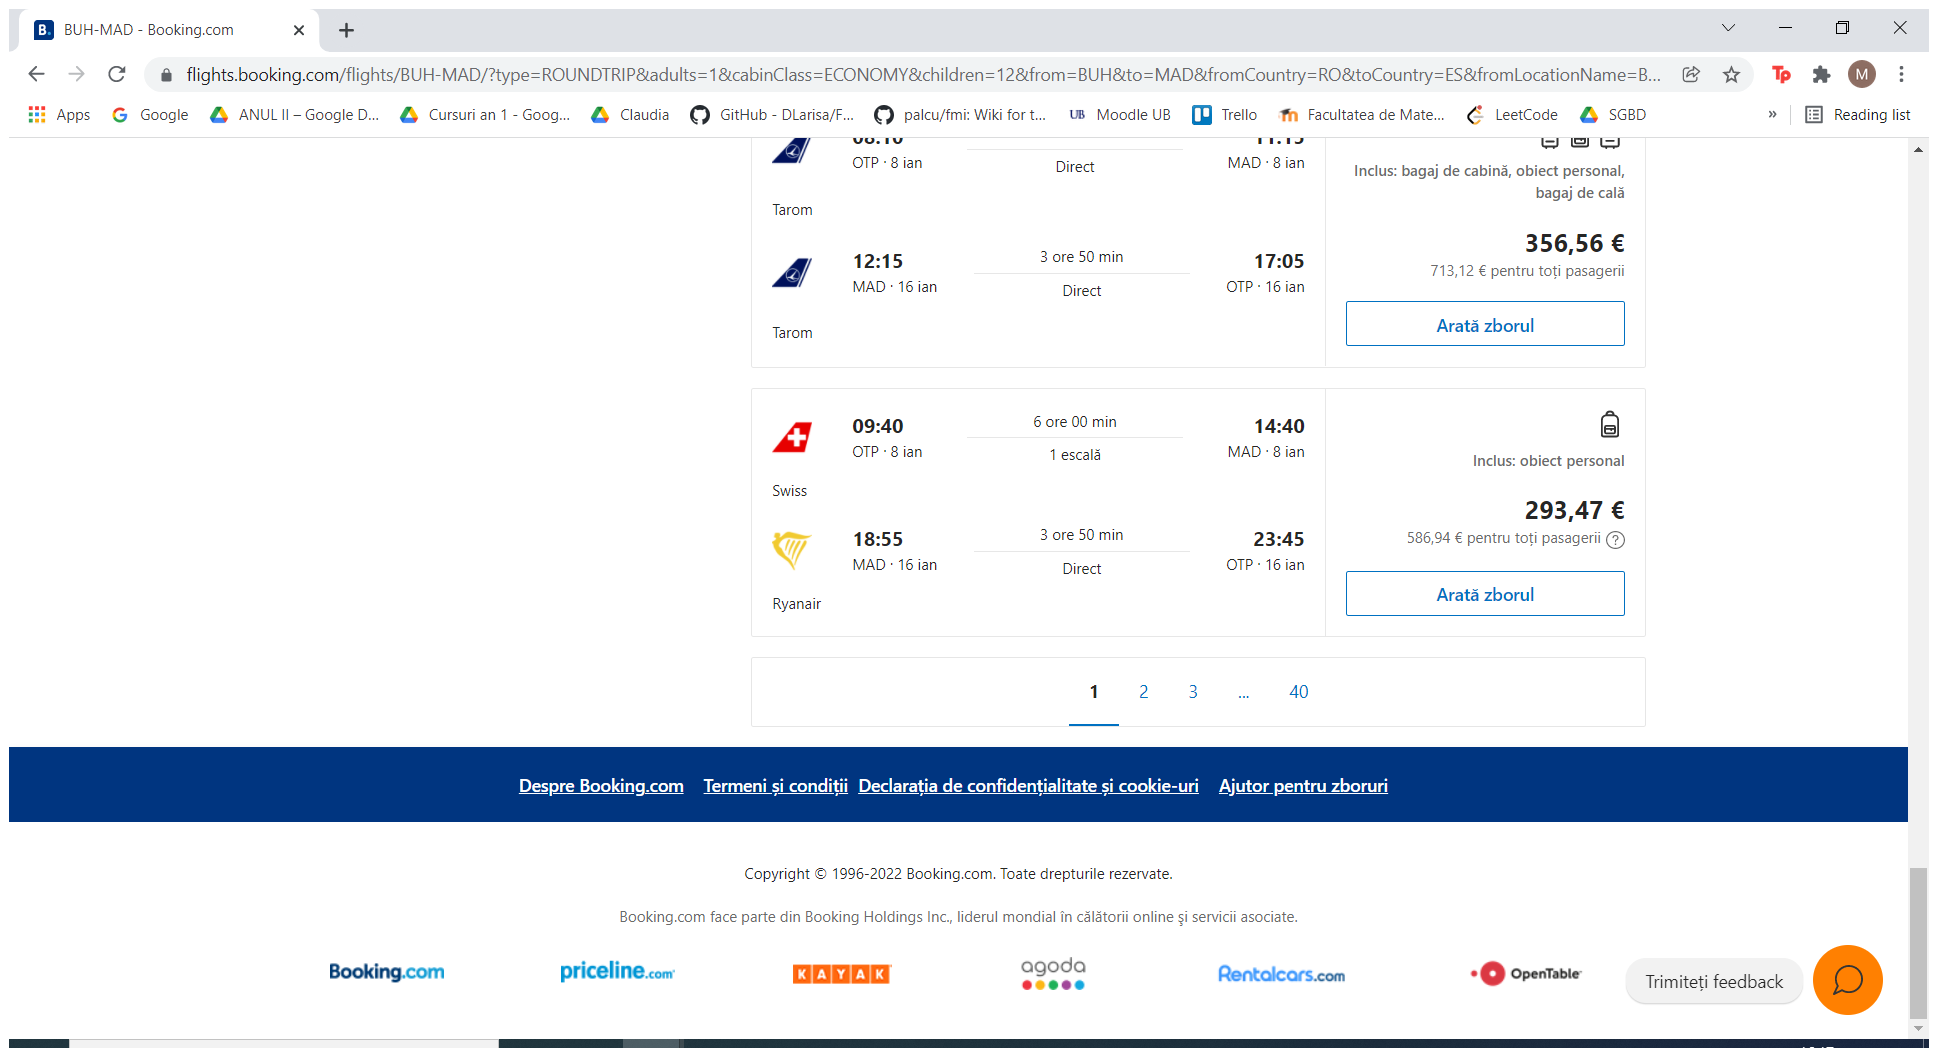 BUH-MAD - Booking.com
flights.booking.com/flights/BUH-MAD/?type=ROUNDTRIP&adults=1&cabinClass=ECONOMY&children=12&from=BUH&to=MAD&fromCountry=RO&toCountry=ES&fromLocationName=B...
Tp
M
Apps Google ANUL II – Google D... Cursuri an 1 - Goog... Claudia GitHub - DLarisa/F... palcu/fmi: Wiki for t... UB Moodle UB Trello Facultatea de Mate... LeetCode SGBD » Reading list
08:10 11:15
OTP · 8 ian Direct MAD · 8 ian
Tarom
Inclus: bagaj de cabină, obiect personal,
bagaj de cală
12:15 3 ore 50 min 17:05
MAD · 16 ian Direct OTP · 16 ian
Tarom
356,56 €
713,12 € pentru toți pasagerii
Arată zborul
09:40 6 ore 00 min 14:40
OTP · 8 ian 1 escală MAD · 8 ian
Swiss
Inclus: obiect personal
18:55 3 ore 50 min 23:45
MAD · 16 ian Direct OTP · 16 ian
Ryanair
293,47 €
586,94 € pentru toți pasagerii ?
Arată zborul
1 2 3 ... 40
Despre Booking.com Termeni și condiții Declarația de confidențialitate și cookie-uri Ajutor pentru zboruri
Copyright © 1996-2022 Booking.com. Toate drepturile rezervate.
Booking.com face parte din Booking Holdings Inc., liderul mondial în călătorii online şi servicii asociate.
Booking.com priceline.com KAYAK agoda Rentalcars.com OpenTable
Trimiteți feedback